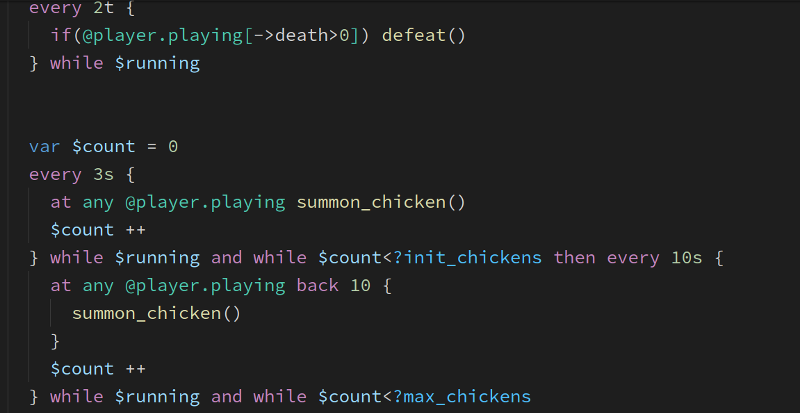 every 2t {
if(@player.playing[->death>0]) defeat()
} while $running
var $count = 0
every 3s {
at any @player.playing summon_chicken()
$count ++
} while $running and while $count<?init_chickens then every 10s {
at any @player.playing back 10 {
summon_chicken()
}
$count ++
} while $running and while $count<?max_chickens